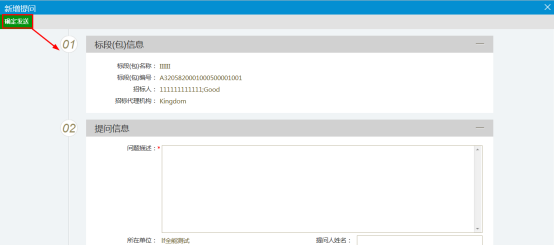 新增提问
确定发送
01 标段(包)信息
标段(包)名称：
标段(包)编号： A3205820001000500001001
招标人： 111111111111;Good
招标代理机构： Kingdom
02 提问信息
问题描述：*
所在单位： 提问人姓名：